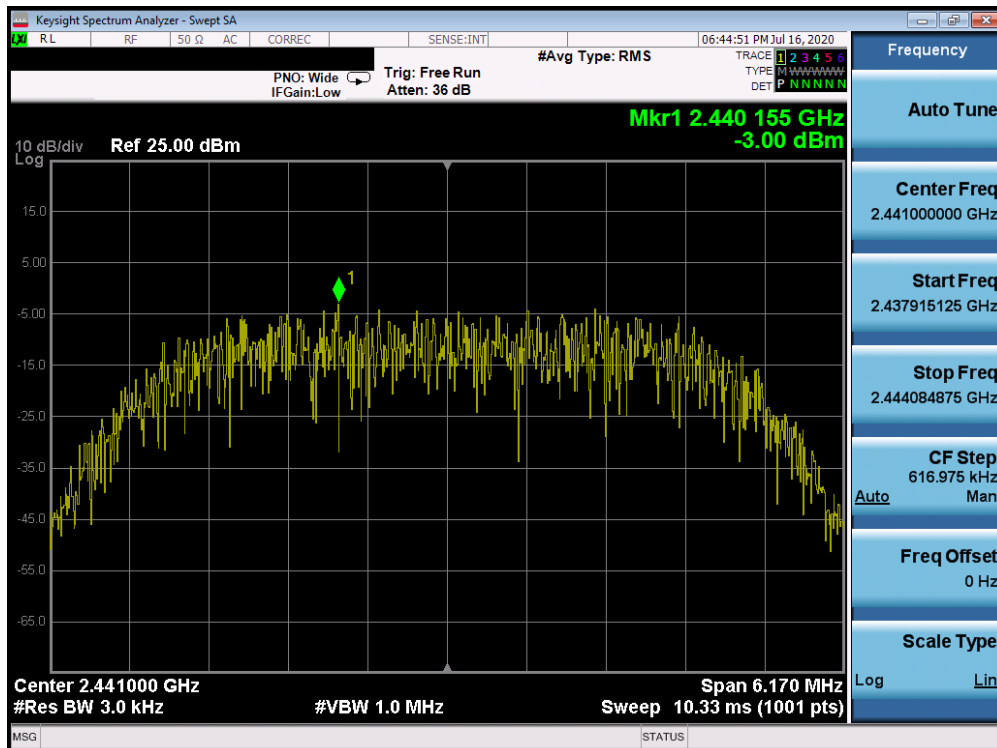 Keysight Spectrum Analyzer - Swept SA
LXI RL RF 50 Ω AC CORREC SENSE:INT 06:44:51 PM Jul 16, 2020
#Avg Type: RMS
TRACE 1 2 3 4 5 6
PNO: Wide Trig: Free Run
TYPE M WWWWW
IFGain:Low Atten: 36 dB
DET P N N N N N
Mkr1 2.440 155 GHz
-3.00 dBm
10 dB/div Ref 25.00 dBm
Log
15.0
5.00
1
-5.00
-15.0
-25.0
-35.0
-45.0
-55.0
-65.0
Center 2.441000 GHz Span 6.170 MHz
#Res BW 3.0 kHz #VBW 1.0 MHz Sweep 10.33 ms (1001 pts)
MSG STATUS
Frequency
Auto Tune
Center Freq
2.441000000 GHz
Start Freq
2.437915125 GHz
Stop Freq
2.444084875 GHz
CF Step
616.975 kHz
Auto Man
Freq Offset
0 Hz
Scale Type
Log Lin